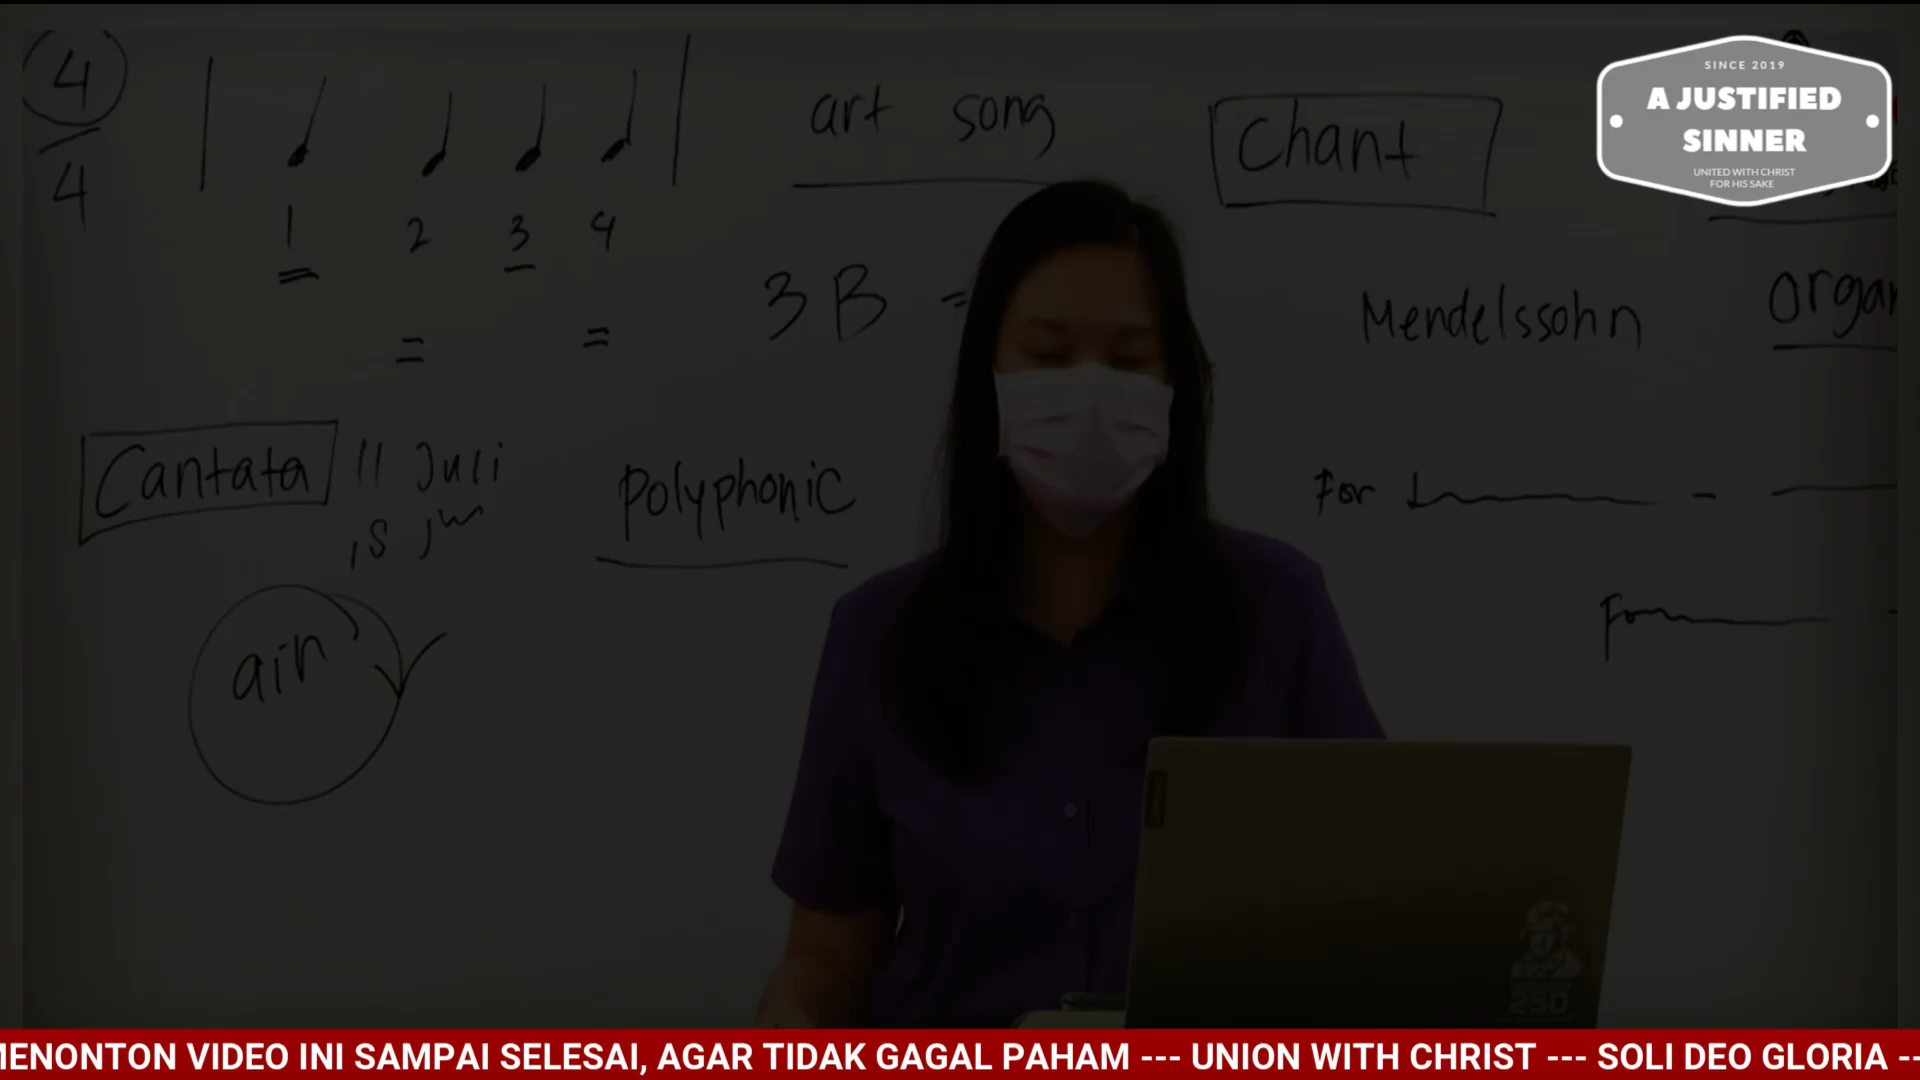 4
4
1 2 3 4
= =
art song
Chant
SINCE 2019
A JUSTIFIED
SINNER
UNITED WITH CHRIST
FOR HIS SAKE
3 B =
Mendelssohn
Cantata
11 Juli
polyphonic
For
air
MENONTON VIDEO INI SAMPAI SELESAI, AGAR TIDAK GAGAL PAHAM --- UNION WITH CHRIST --- SOLI DEO GLORIA --